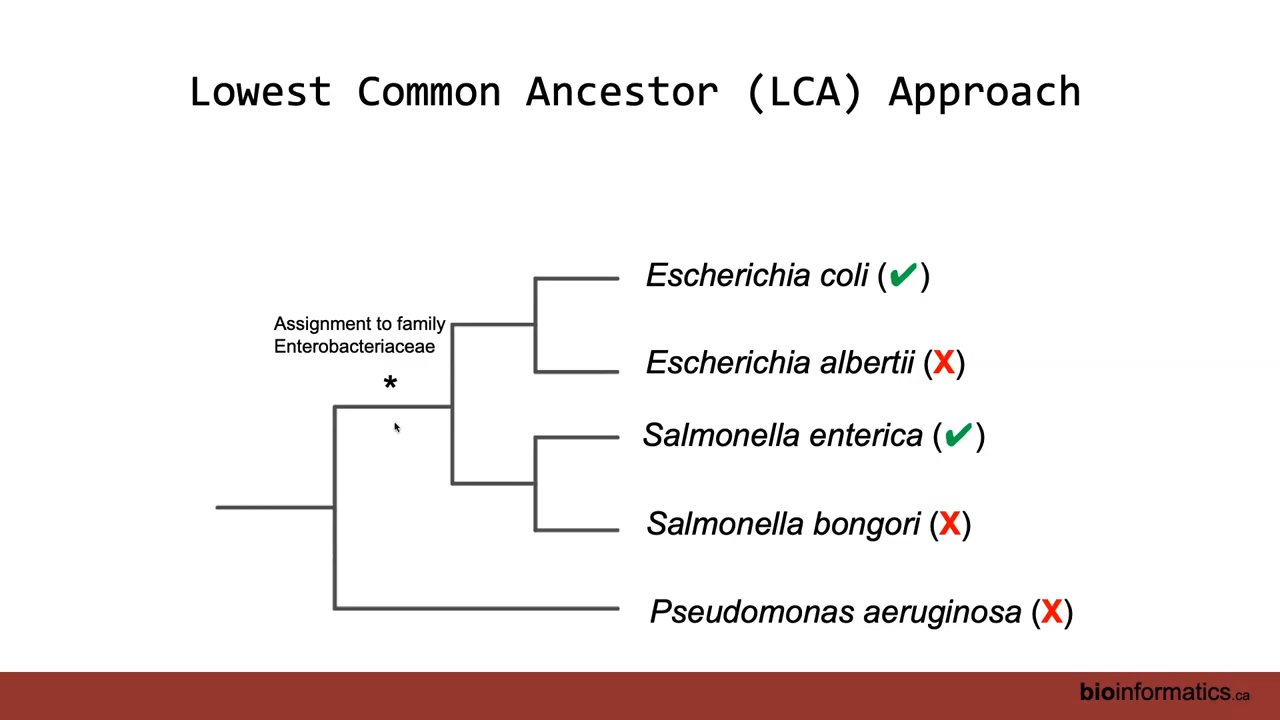 Lowest Common Ancestor (LCA) Approach
Escherichia coli (✔)
Assignment to family
Enterobacteriaceae
*
Escherichia albertii (X)
Salmonella enterica (✔)
Salmonella bongori (X)
Pseudomonas aeruginosa (X)
bioinformatics.ca